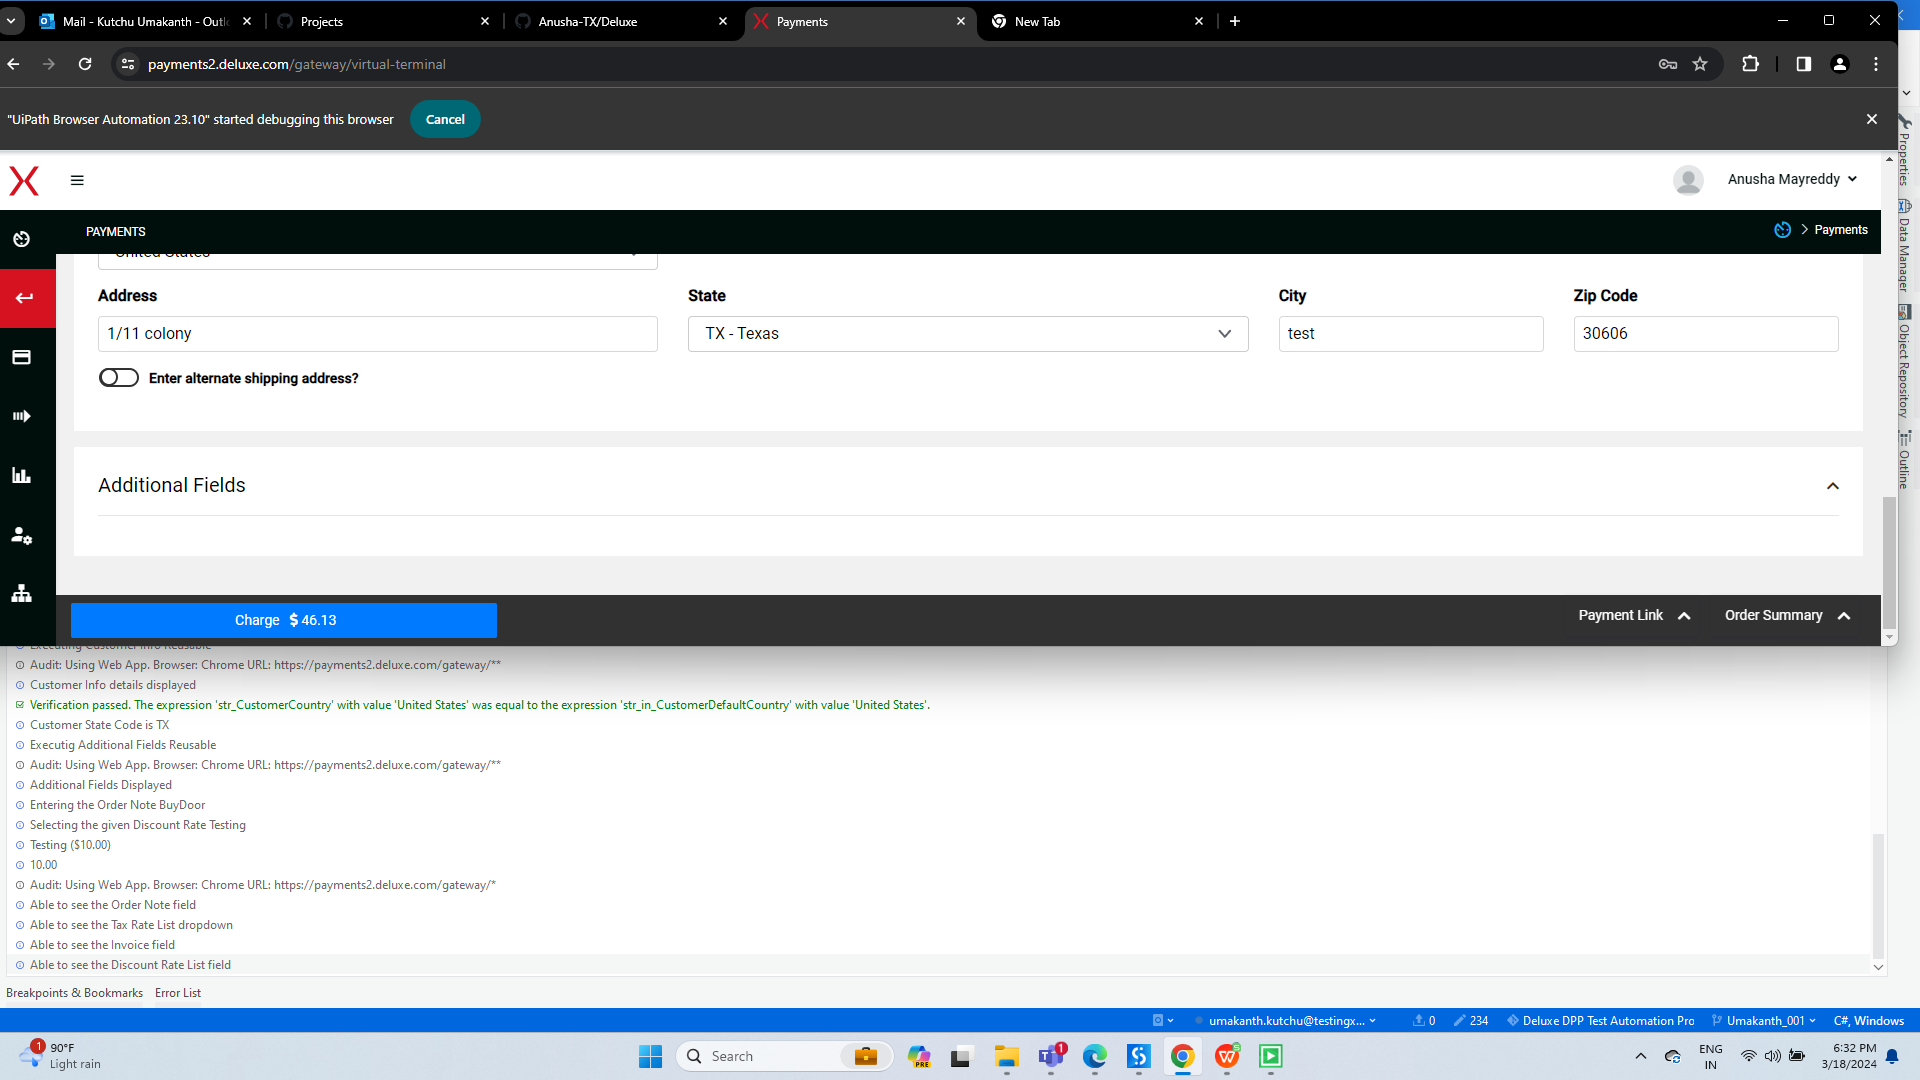 Mail - Kutchu Umakanth - Outlo
Projects
Anusha-TX/Deluxe
Payments
New Tab
payments2.deluxe.com/gateway/virtual-terminal
"UiPath Browser Automation 23.10" started debugging this browser
Cancel
Anusha Mayreddy
PAYMENTS
Payments
United States
Address
State
City
Zip Code
1/11 colony
TX - Texas
test
30606
Enter alternate shipping address?
Additional Fields
Charge $ 46.13
Payment Link
Order Summary
Properties
Data Manager
Object Repository
Outline
Executing Customer Info Reusable
Audit: Using Web App. Browser: Chrome URL: https://payments2.deluxe.com/gateway/**
Customer Info details displayed
Verification passed. The expression 'str_CustomerCountry' with value 'United States' was equal to the expression 'str_in_CustomerDefaultCountry' with value 'United States'.
Customer State Code is TX
Executig Additional Fields Reusable
Audit: Using Web App. Browser: Chrome URL: https://payments2.deluxe.com/gateway/**
Additional Fields Displayed
Entering the Order Note BuyDoor
Selecting the given Discount Rate Testing
Testing ($10.00)
10.00
Audit: Using Web App. Browser: Chrome URL: https://payments2.deluxe.com/gateway/*
Able to see the Order Note field
Able to see the Tax Rate List dropdown
Able to see the Invoice field
Able to see the Discount Rate List field
Breakpoints & Bookmarks
Error List
umakanth.kutchu@testingx...
0
234
Deluxe DPP Test Automation Pro
Umakanth_001
C#, Windows
1
90°F
Light rain
Search
PRE
1
ENG
IN
6:32 PM
3/18/2024